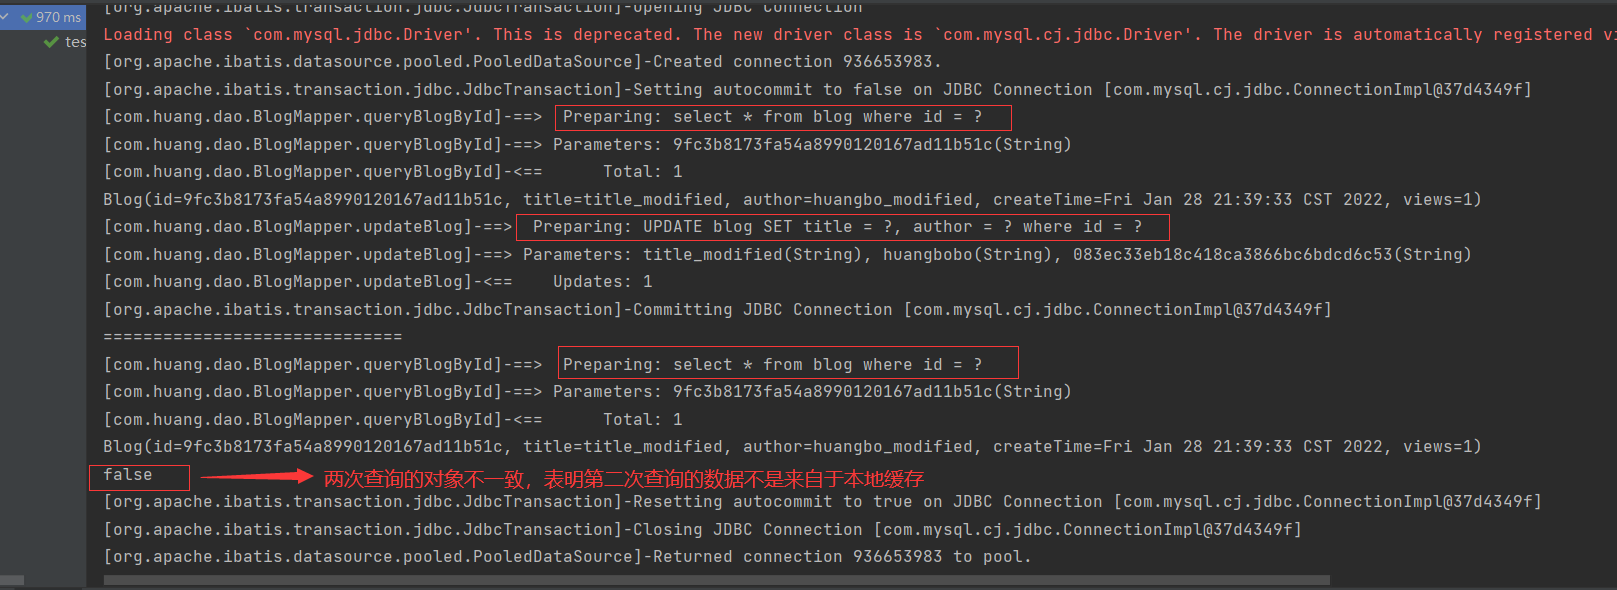 970 ms
tes
[org.apache.ibatis.transaction.jdbc.JdbcTransaction]-Opening JDBC Connection
Loading class `com.mysql.jdbc.Driver'. This is deprecated. The new driver class is `com.mysql.cj.jdbc.Driver'. The driver is automatically registered vi
[org.apache.ibatis.datasource.pooled.PooledDataSource]-Created connection 936653983.
[org.apache.ibatis.transaction.jdbc.JdbcTransaction]-Setting autocommit to false on JDBC Connection [com.mysql.cj.jdbc.ConnectionImpl@37d4349f]
[com.huang.dao.BlogMapper.queryBlogById]-==>  Preparing: select * from blog where id = ?
[com.huang.dao.BlogMapper.queryBlogById]-==> Parameters: 9fc3b8173fa54a8990120167ad11b51c(String)
[com.huang.dao.BlogMapper.queryBlogById]-<==      Total: 1
Blog(id=9fc3b8173fa54a8990120167ad11b51c, title=title_modified, author=huangbo_modified, createTime=Fri Jan 28 21:39:33 CST 2022, views=1)
[com.huang.dao.BlogMapper.updateBlog]-==>  Preparing: UPDATE blog SET title = ?, author = ? where id = ?
[com.huang.dao.BlogMapper.updateBlog]-==> Parameters: title_modified(String), huangbobo(String), 083ec33eb18c418ca3866bc6bdcd6c53(String)
[com.huang.dao.BlogMapper.updateBlog]-<==    Updates: 1
[org.apache.ibatis.transaction.jdbc.JdbcTransaction]-Committing JDBC Connection [com.mysql.cj.jdbc.ConnectionImpl@37d4349f]
==============================
[com.huang.dao.BlogMapper.queryBlogById]-==>  Preparing: select * from blog where id = ?
[com.huang.dao.BlogMapper.queryBlogById]-==> Parameters: 9fc3b8173fa54a8990120167ad11b51c(String)
[com.huang.dao.BlogMapper.queryBlogById]-<==      Total: 1
Blog(id=9fc3b8173fa54a8990120167ad11b51c, title=title_modified, author=huangbo_modified, createTime=Fri Jan 28 21:39:33 CST 2022, views=1)
false 两次查询的对象不一致，表明第二次查询的数据不是来自于本地缓存
[org.apache.ibatis.transaction.jdbc.JdbcTransaction]-Resetting autocommit to true on JDBC Connection [com.mysql.cj.jdbc.ConnectionImpl@37d4349f]
[org.apache.ibatis.transaction.jdbc.JdbcTransaction]-Closing JDBC Connection [com.mysql.cj.jdbc.ConnectionImpl@37d4349f]
[org.apache.ibatis.datasource.pooled.PooledDataSource]-Returned connection 936653983 to pool.